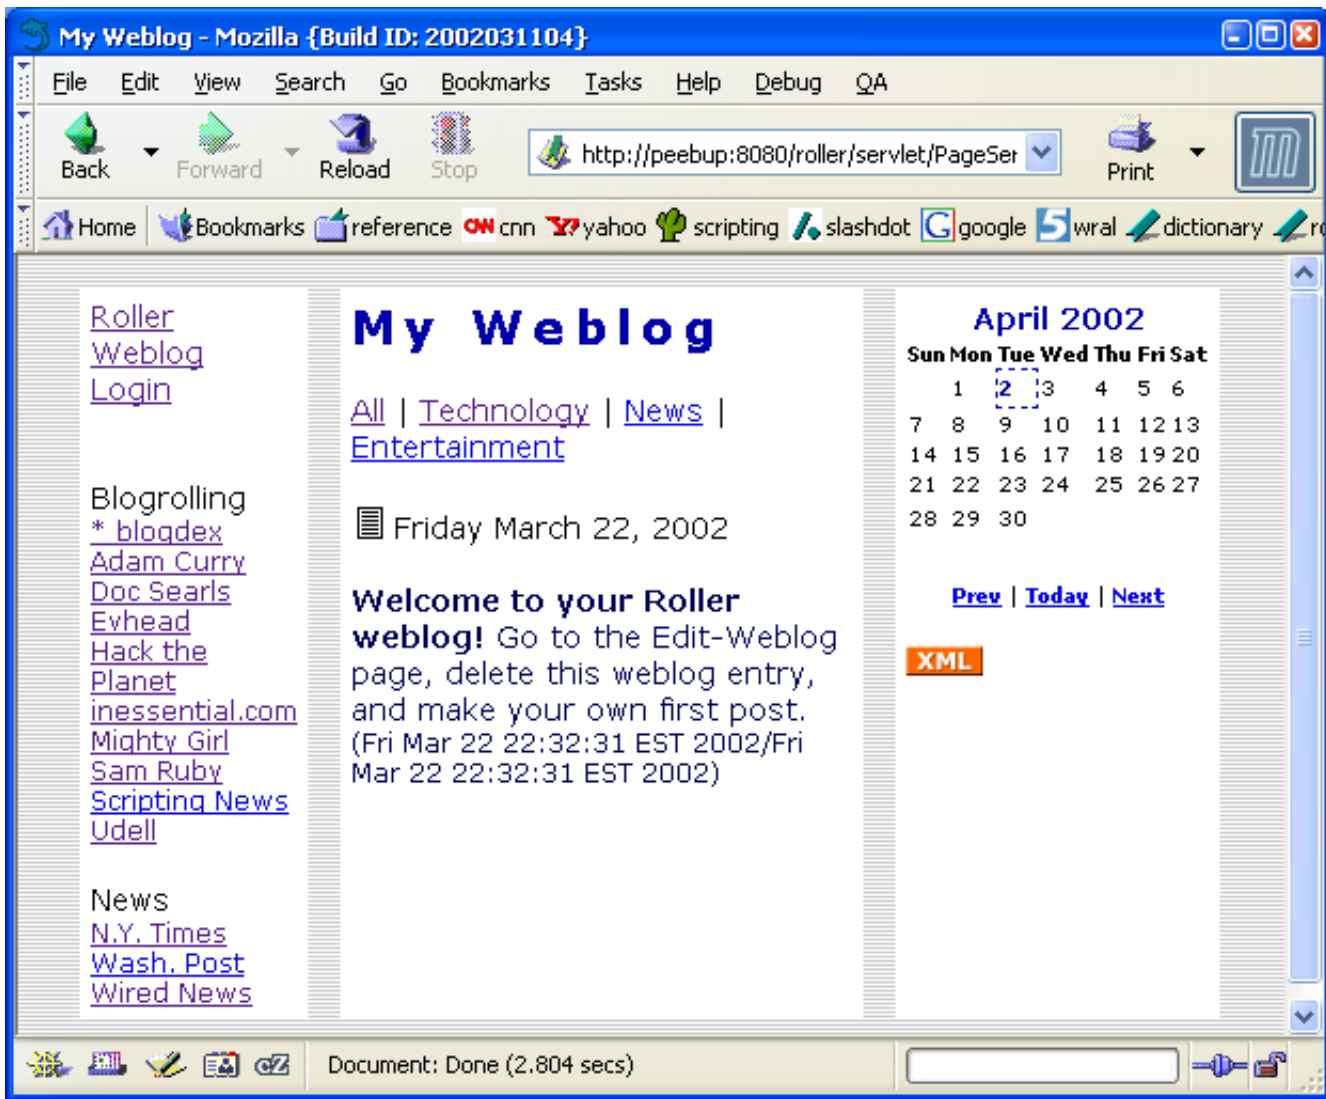 My Weblog - Mozilla {Build ID: 2002031104}
File Edit View Search Go Bookmarks Tasks Help Debug QA
Back Forward Reload Stop http://peebup:8080/roller/servlet/PageSer Print
Home Bookmarks reference CNN cnn Y? yahoo scripting slashdot G google 5 wral dictionary
Roller
Weblog
Login
Blogrolling
* blogdex
Adam Curry
Doc Searls
Evhead
Hack the
Planet
inessential.com
Mighty Girl
Sam Ruby
Scripting News
Udell
News
N.Y. Times
Wash. Post
Wired News
My Weblog
All | Technology | News |
Entertainment
Friday March 22, 2002
Welcome to your Roller
weblog! Go to the Edit-Weblog
page, delete this weblog entry,
and make your own first post.
(Fri Mar 22 22:32:31 EST 2002/Fri
Mar 22 22:32:31 EST 2002)
April 2002
Sun Mon Tue Wed Thu Fri Sat
1 2 3 4 5 6
7 8 9 10 11 12 13
14 15 16 17 18 19 20
21 22 23 24 25 26 27
28 29 30
Prev | Today | Next
XML
cZ Document: Done (2.804 secs)